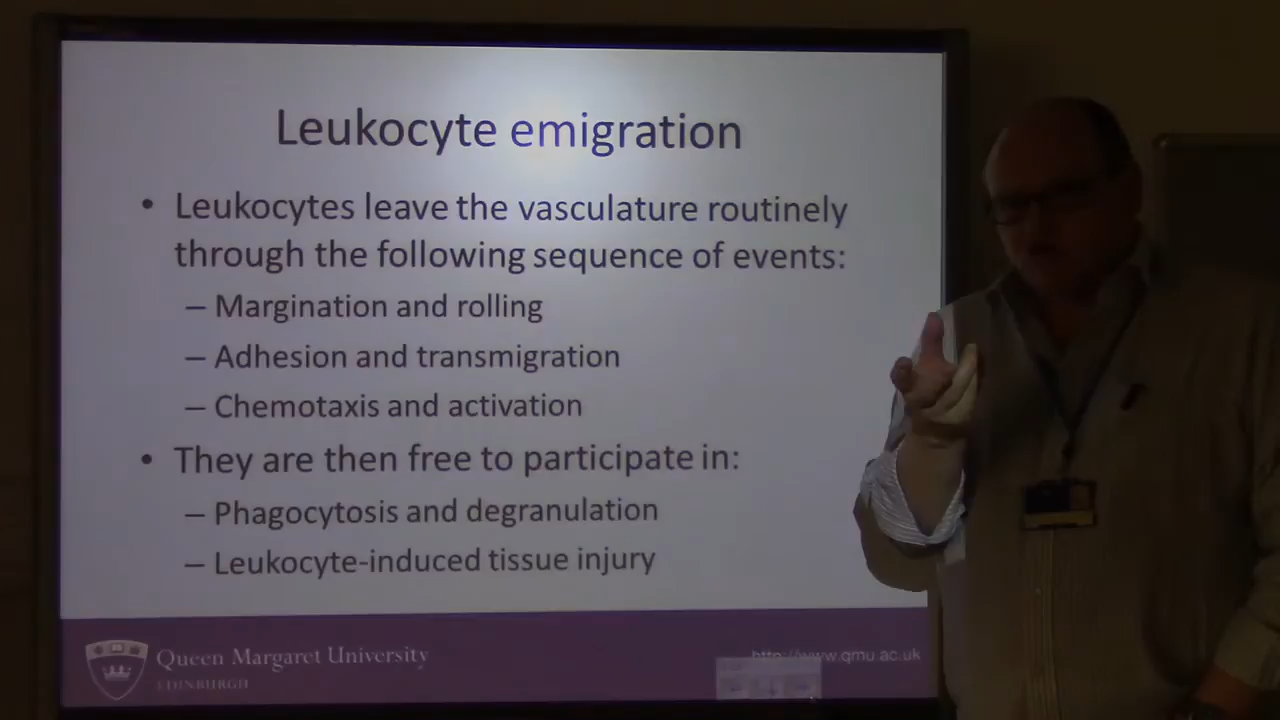 Leukocyte emigration
• Leukocytes leave the vasculature routinely
through the following sequence of events:
– Margination and rolling
– Adhesion and transmigration
– Chemotaxis and activation
• They are then free to participate in:
– Phagocytosis and degranulation
– Leukocyte-induced tissue injury
Queen Margaret University
EDINBURGH
http://www.qmu.ac.uk